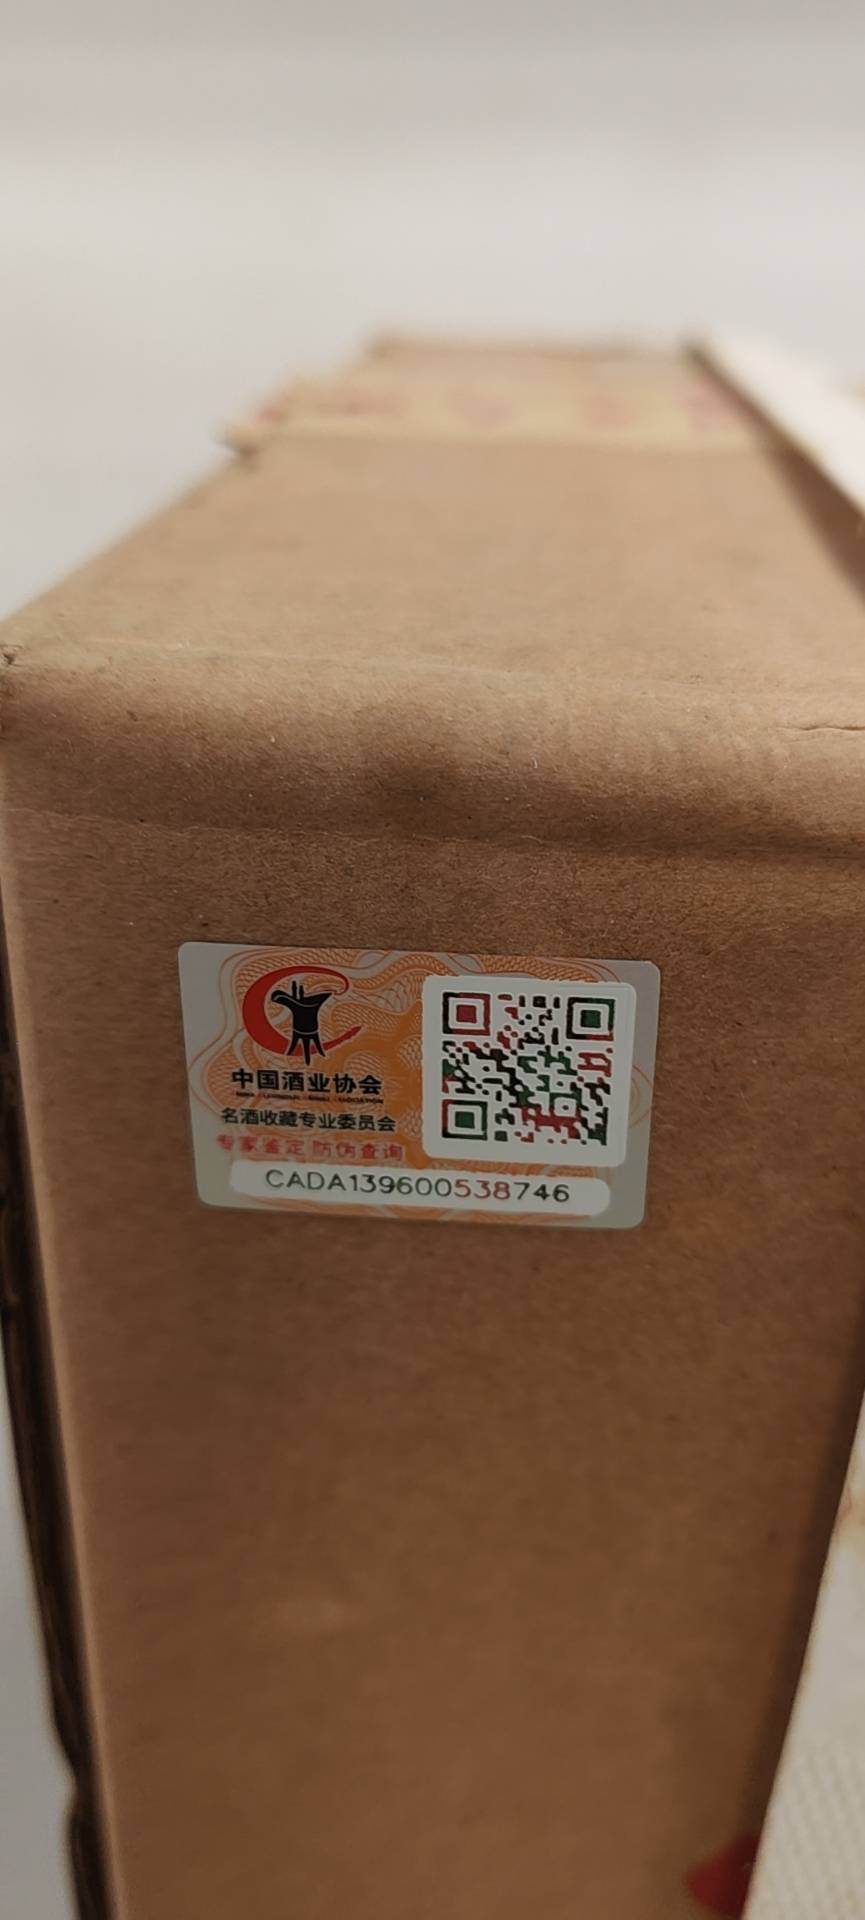 中国酒业协会
名酒收藏专业委员会
专家鉴定 防伪查询
CADA139600538746